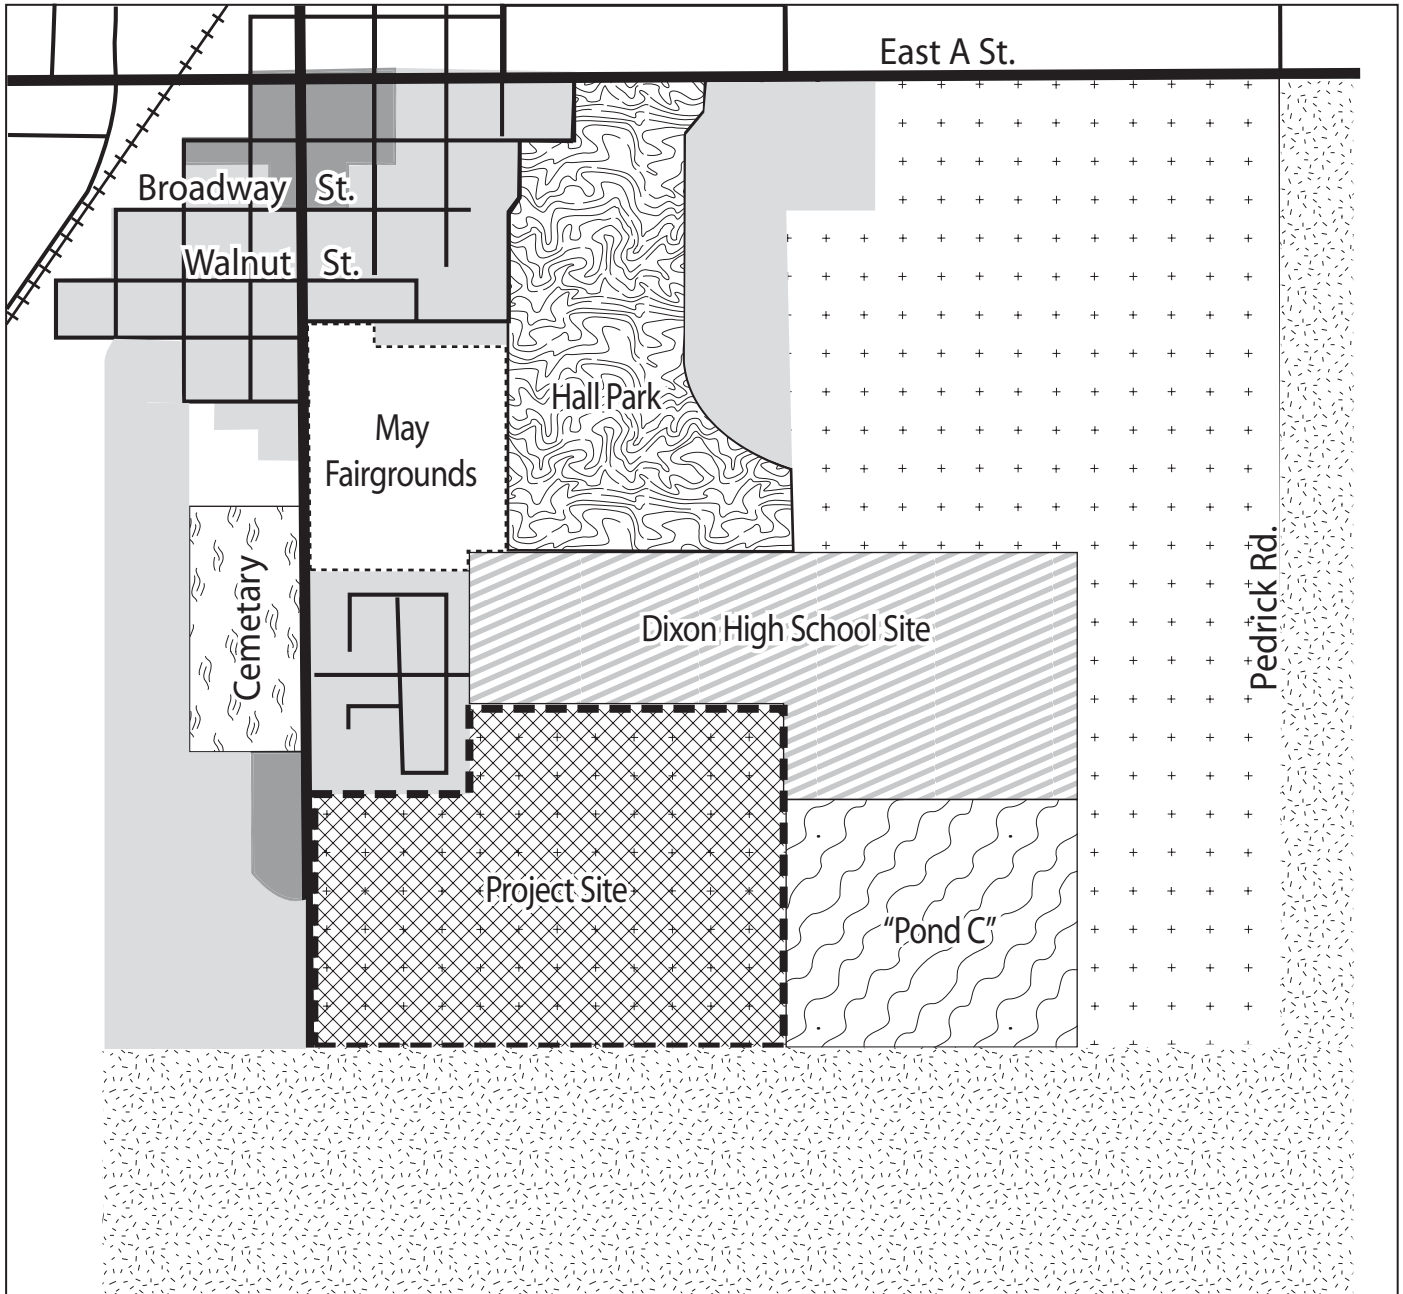 East A St.
Broadway St.
Walnut St.
Hall Park
May
Fairgrounds
Cemetary
Pedrick Rd.
Dixon High School Site
Project Site
“Pond C”